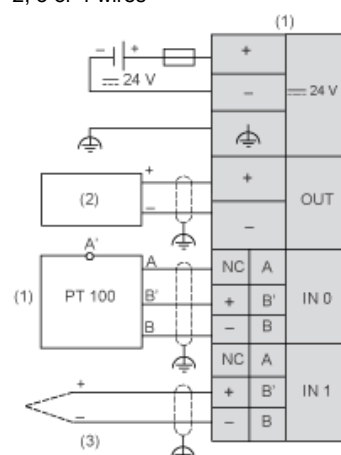 2, 3 or 4 wires
(1)
- +
⎓ 24 V
+
-
⎓ 24 V
(2)
+
-
+
-
OUT
A'
(1)
PT 100
A
B'
B
NC A
+ B'
- B
IN 0
+
-
(3)
NC A
+ B'
- B
IN 1